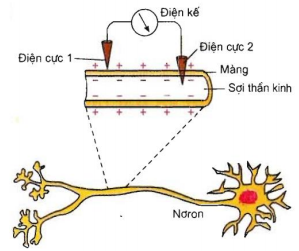 Điện kế
Điện cực 1
Điện cực 2
Màng
Sợi thần kinh
Nơron